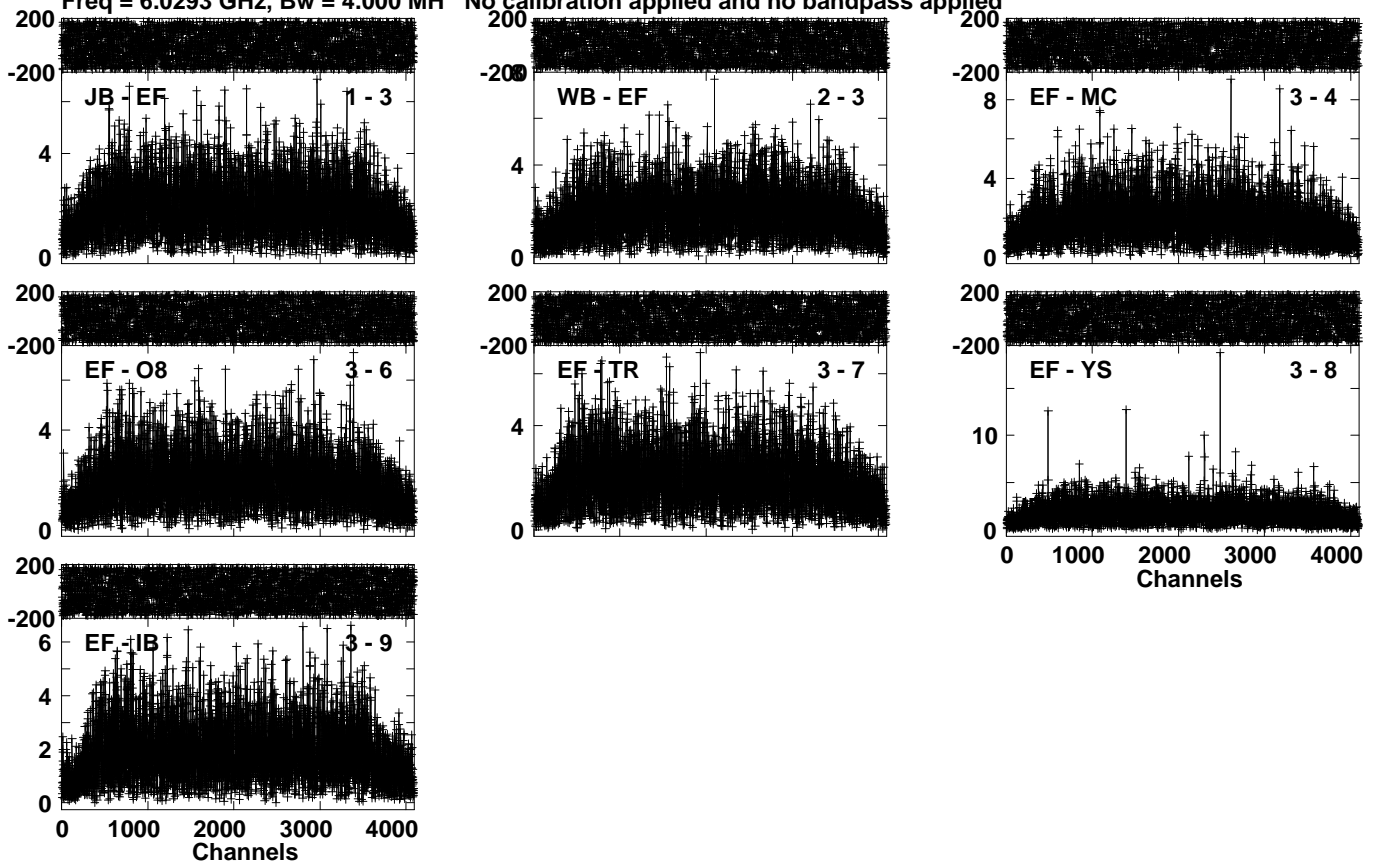 Freq = 6.0293 GHz, Bw = 4.000 MH No calibration applied and no bandpass applied
200
-200
JB - EF 1 - 3
4
0
-200
8
WB - EF 2 - 3
4
0
200
-200
EF - MC 3 - 4
8
4
0
200
-200
EF - O8 3 - 6
4
0
EF - TR 3 - 7
4
0
200
-200
EF - YS 3 - 8
10
0
0 1000 2000 3000 4000
Channels
200
-200
EF - IB 3 - 9
6
4
2
0
0 1000 2000 3000 4000
Channels